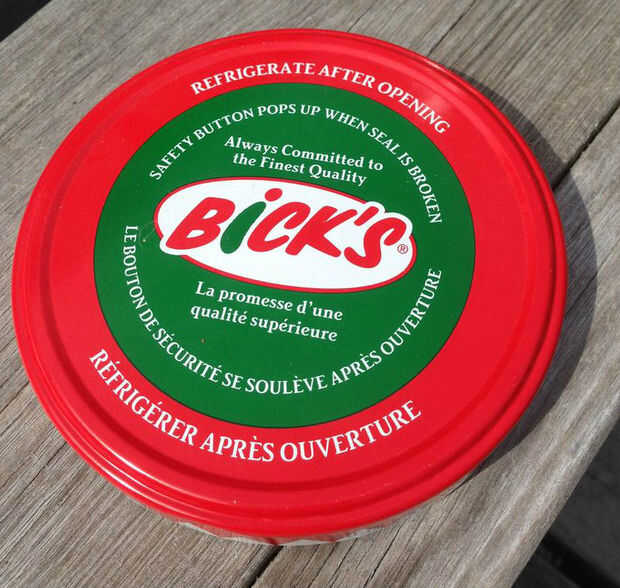 REFRIGERATE AFTER OPENING
SAFETY BUTTON POPS UP WHEN SEAL IS BROKEN
Always Committed to
the Finest Quality
BiCK'S®
La promesse d'une
qualité supérieure
LE BOUTON DE SÉCURITÉ SE SOULÈVE APRÈS OUVERTURE
RÉFRIGÉRER APRÈS OUVERTURE